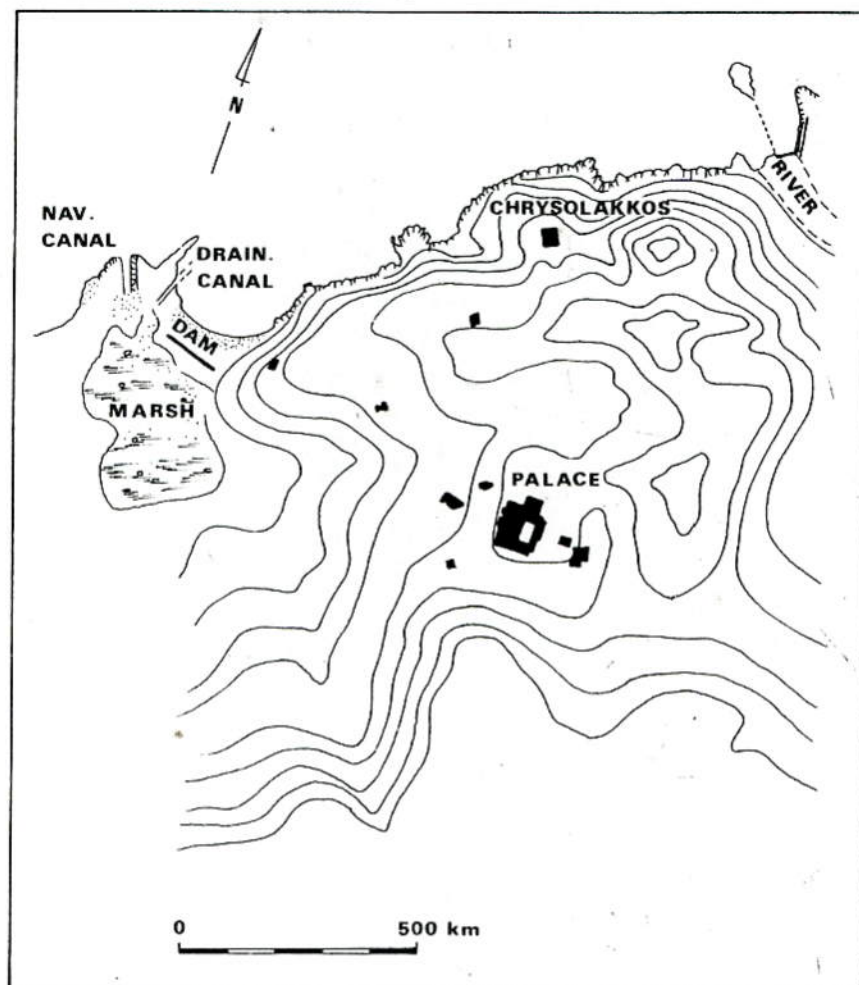 N
NAV.
CANAL
DRAIN.
CANAL
DAM
MARSH
CHRYSOLAKKOS
RIVER
PALACE
0 500 km